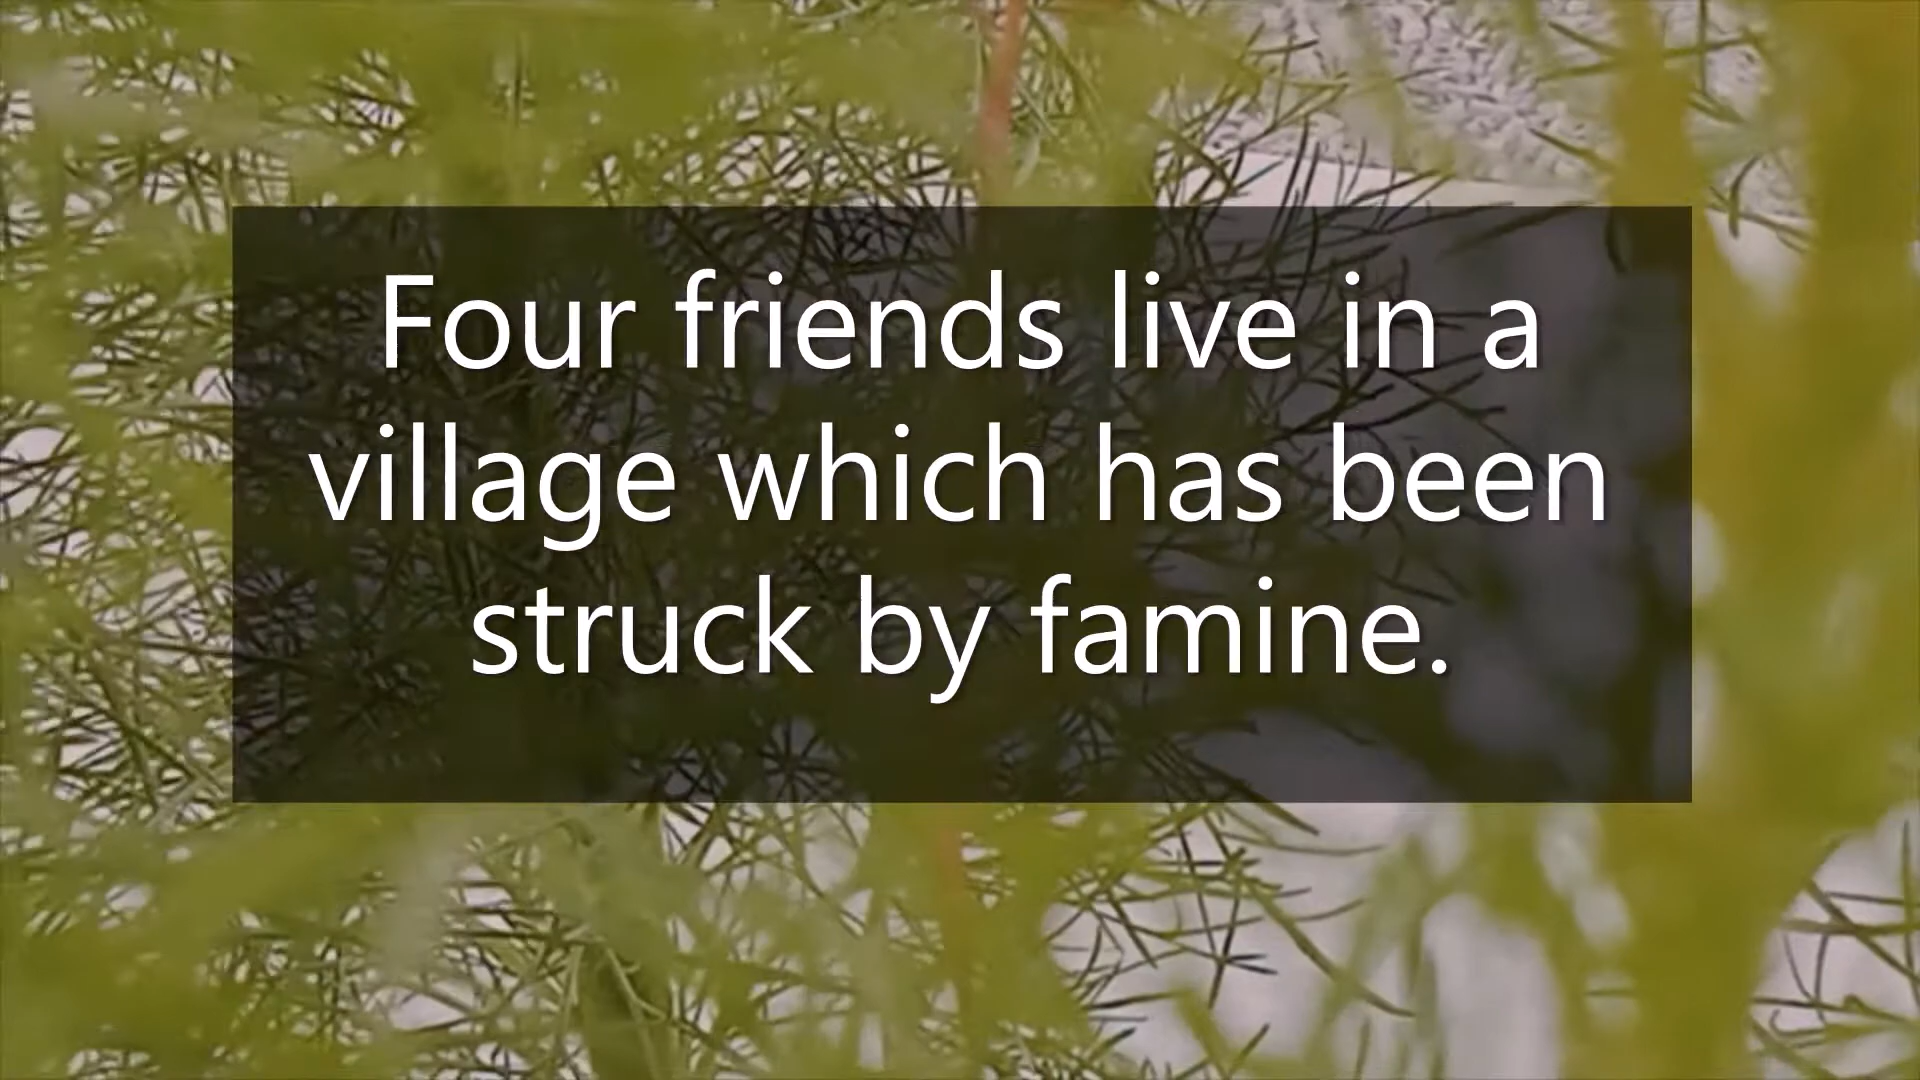 Four friends live in a
village which has been
struck by famine.